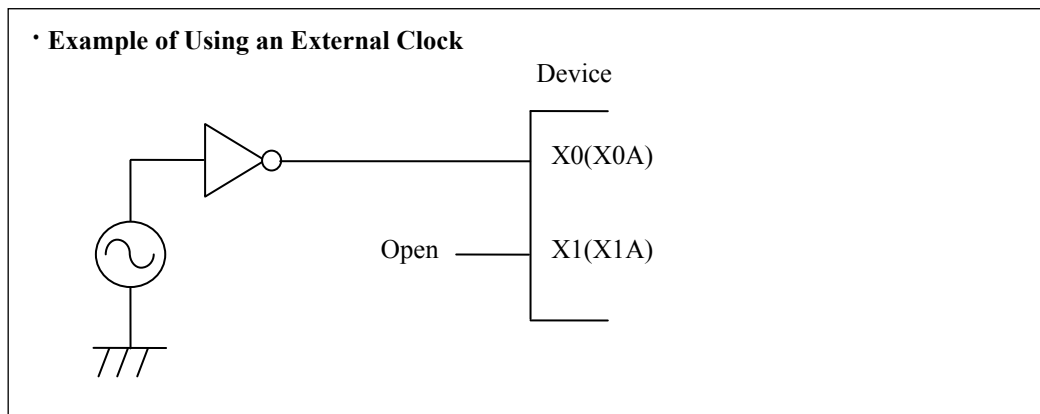 ・Example of Using an External Clock
Device
X0(X0A)
Open
X1(X1A)